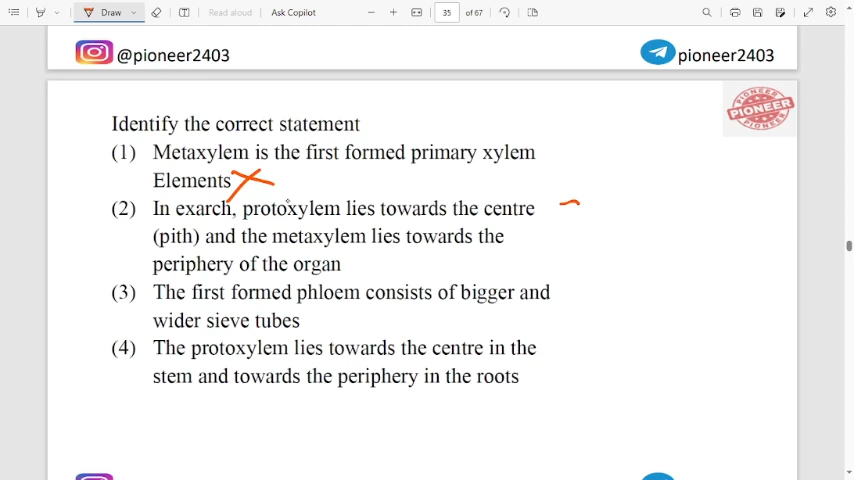 Draw
Read aloud
Ask Copilot
35
of 67
@pioneer2403
pioneer2403
PIONEER
PIONEER
PIONEER
Identify the correct statement
(1) Metaxylem is the first formed primary xylem
Elements
(2) In exarch, protoxylem lies towards the centre
(pith) and the metaxylem lies towards the
periphery of the organ
(3) The first formed phloem consists of bigger and
wider sieve tubes
(4) The protoxylem lies towards the centre in the
stem and towards the periphery in the roots